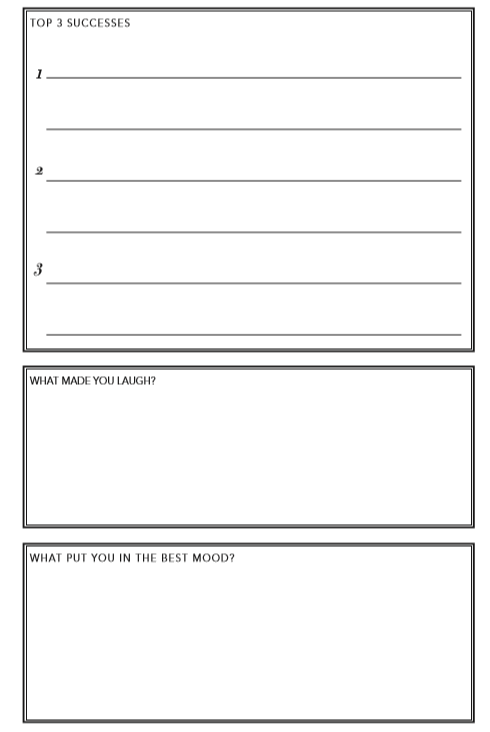 TOP 3 SUCCESSES
1
2
3
WHAT MADE YOU LAUGH?
WHAT PUT YOU IN THE BEST MOOD?